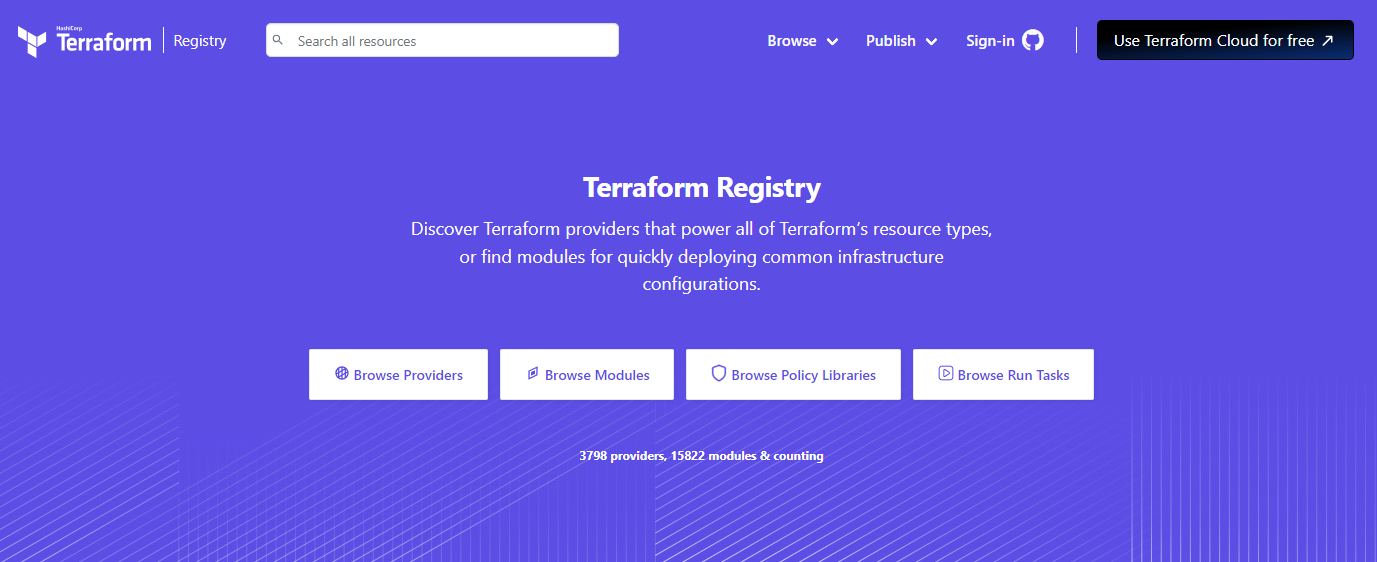 HashiCorp
Terraform
Registry
Search all resources
Browse
Publish
Sign-in
Use Terraform Cloud for free
Terraform Registry
Discover Terraform providers that power all of Terraform’s resource types,
or find modules for quickly deploying common infrastructure
configurations.
Browse Providers
Browse Modules
Browse Policy Libraries
Browse Run Tasks
3798 providers, 15822 modules & counting